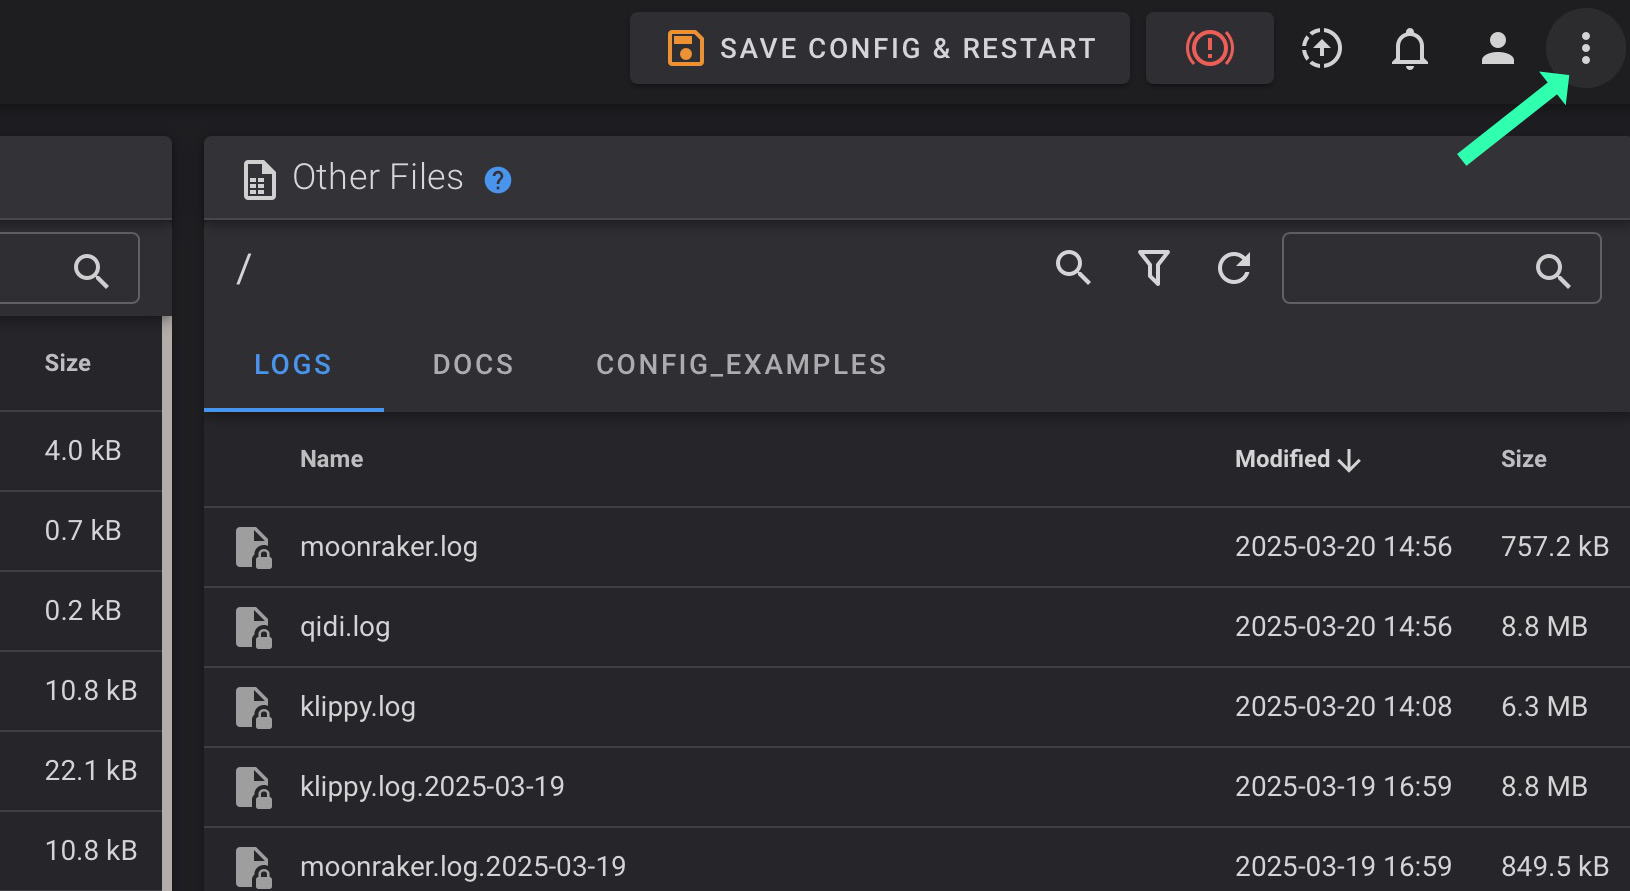 SAVE CONFIG & RESTART
Other Files
/
LOGS DOCS CONFIG_EXAMPLES
Size
4.0 kB
0.7 kB
0.2 kB
10.8 kB
22.1 kB
10.8 kB
Name Modified Size
moonraker.log 2025-03-20 14:56 757.2 kB
qidi.log 2025-03-20 14:56 8.8 MB
klippy.log 2025-03-20 14:08 6.3 MB
klippy.log.2025-03-19 2025-03-19 16:59 8.8 MB
moonraker.log.2025-03-19 2025-03-19 16:59 849.5 kB